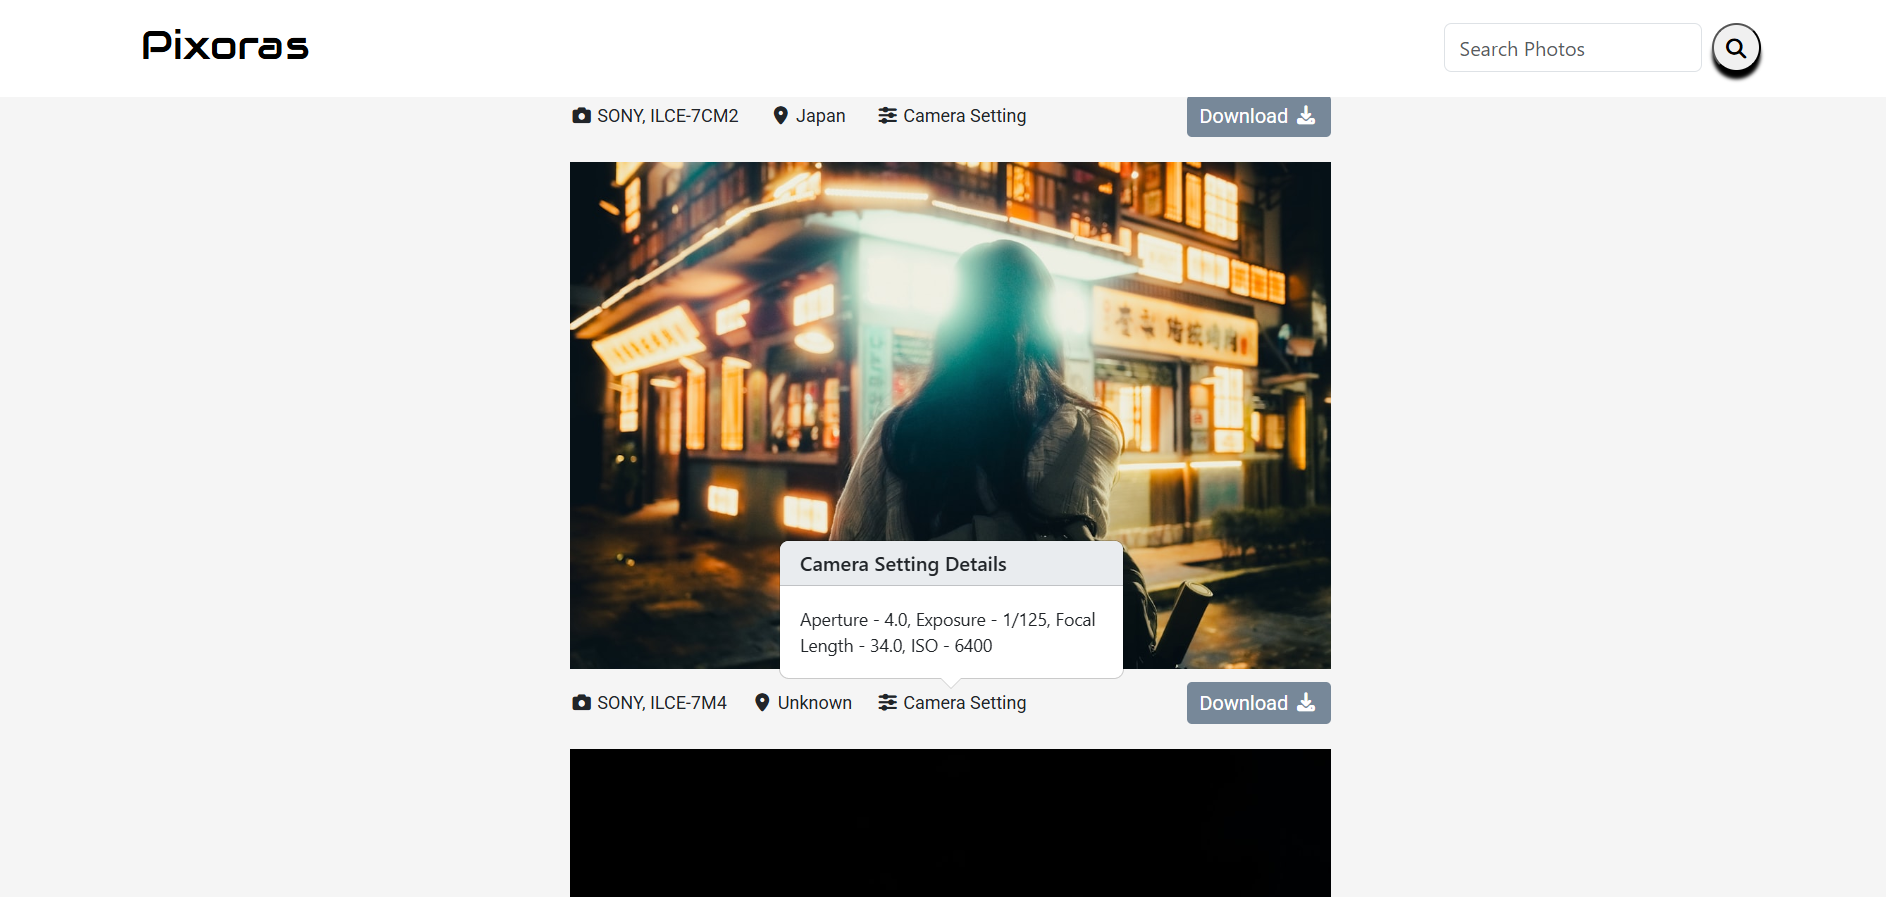 Pixoras
Search Photos
SONY, ILCE-7CM2 Japan Camera Setting Download
Camera Setting Details
Aperture - 4.0, Exposure - 1/125, Focal
Length - 34.0, ISO - 6400
SONY, ILCE-7M4 Unknown Camera Setting Download